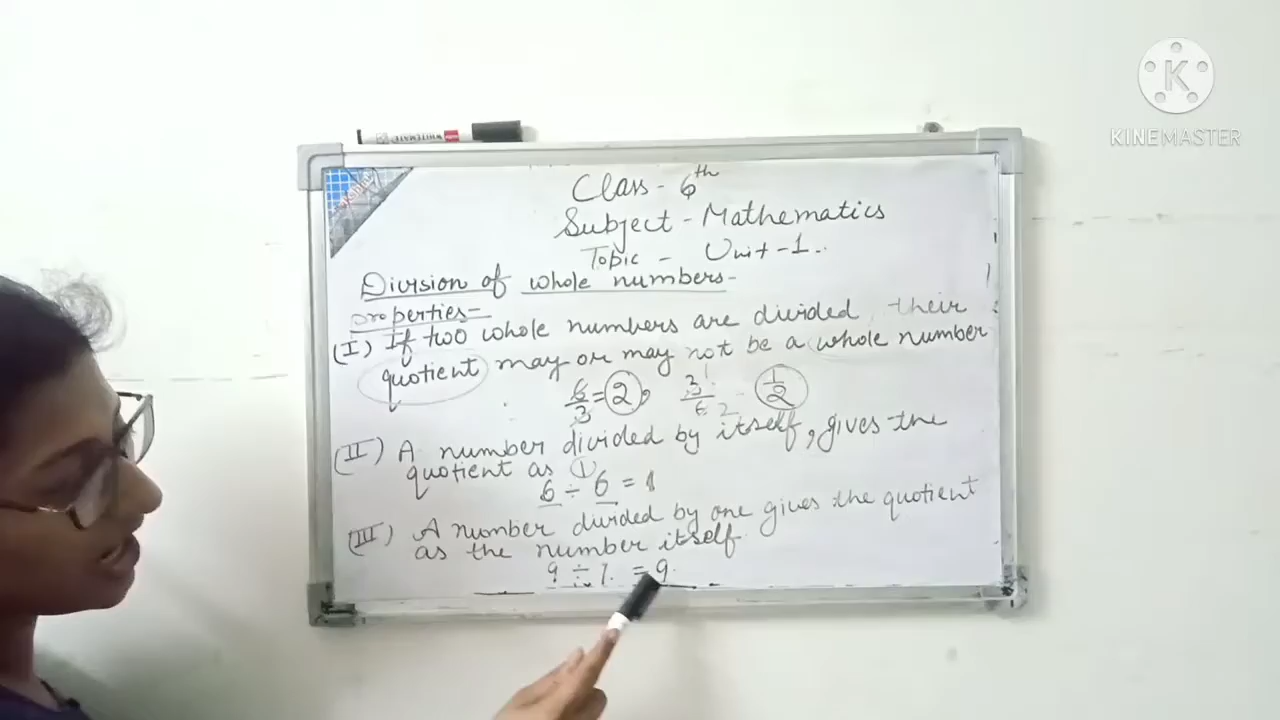 KINEMASTER
WHITEMATE
Class - 6th
Subject - Mathematics
Topic - Unit - 1.
Division of whole numbers -
properties -
(I) If two whole numbers are divided, their
quotient may or may not be a whole number
6/3 = 2, 3/6 1 2 1/2
(II) A number divided by itself, gives the
quotient as 1
6 ÷ 6 = 1
(III) A number divided by one gives the quotient
as the number itself.
9 ÷ 1 = 9.